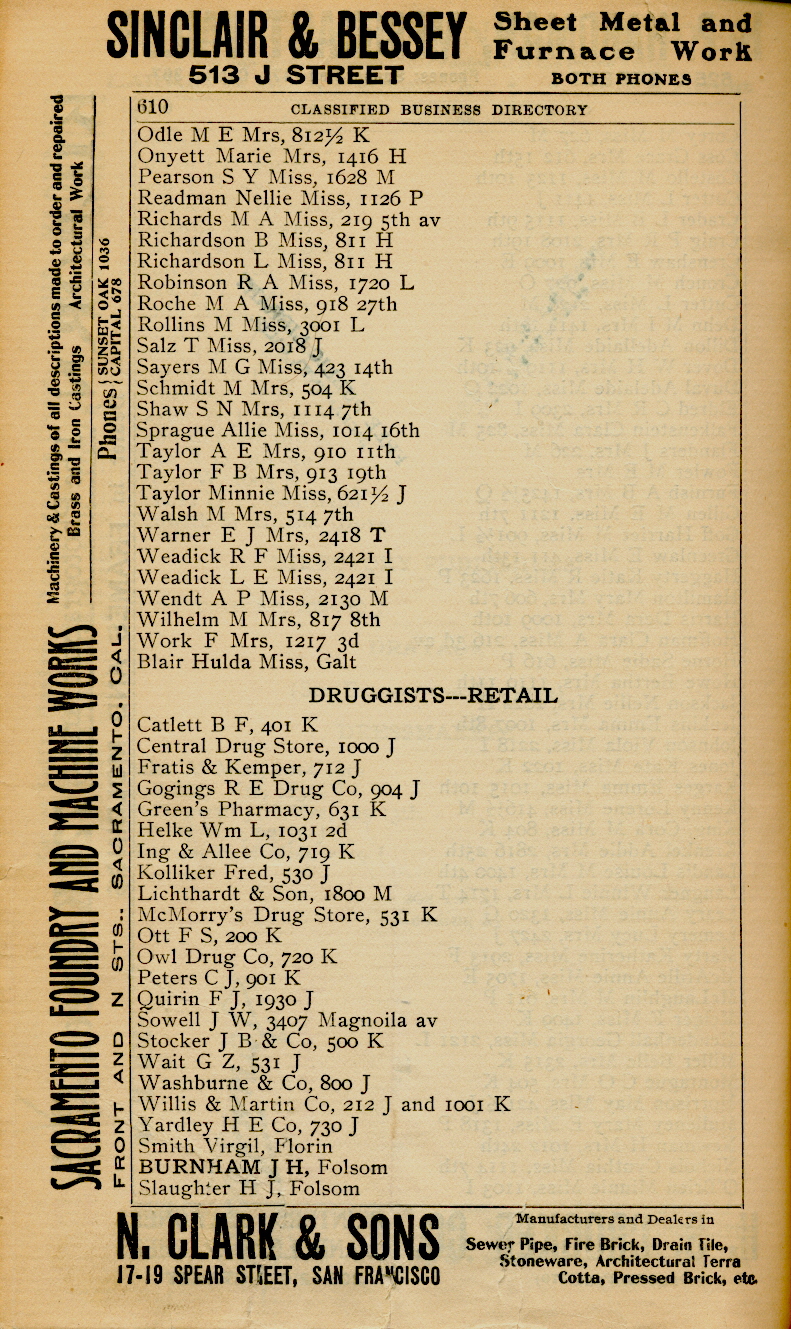 SINCLAIR & BESSEY
513 J STREET
Sheet Metal and
Furnace Work
BOTH PHONES
610 CLASSIFIED BUSINESS DIRECTORY
Odle M E Mrs, 812½ K
Onyett Marie Mrs, 1416 H
Pearson S Y Miss, 1628 M
Readman Nellie Miss, 1126 P
Richards M A Miss, 219 5th av
Richardson B Miss, 811 H
Richardson L Miss, 811 H
Robinson R A Miss, 1720 L
Roche M A Miss, 918 27th
Rollins M Miss, 3001 L
Salz T Miss, 2018 J
Sayers M G Miss, 423 14th
Schmidt M Mrs, 504 K
Shaw S N Mrs, 1114 7th
Sprague Allie Miss, 1014 16th
Taylor A E Mrs, 910 11th
Taylor F B Mrs, 913 19th
Taylor Minnie Miss, 621½ J
Walsh M Mrs, 514 7th
Warner E J Mrs, 2418 T
Weadick R F Miss, 2421 I
Weadick L E Miss, 2421 I
Wendt A P Miss, 2130 M
Wilhelm M Mrs, 817 8th
Work F Mrs, 1217 3d
Blair Hulda Miss, Galt
DRUGGISTS---RETAIL
Catlett B F, 401 K
Central Drug Store, 1000 J
Fratis & Kemper, 712 J
Gogings R E Drug Co, 904 J
Green's Pharmacy, 631 K
Helke Wm L, 1031 2d
Ing & Allee Co, 719 K
Kolliker Fred, 530 J
Lichthardt & Son, 1800 M
McMorry's Drug Store, 531 K
Ott F S, 200 K
Owl Drug Co, 720 K
Peters C J, 901 K
Quirin F J, 1930 J
Sowell J W, 3407 Magnoila av
Stocker J B & Co, 500 K
Wait G Z, 531 J
Washburne & Co, 800 J
Willis & Martin Co, 212 J and 1001 K
Yardley H E Co, 730 J
Smith Virgil, Florin
BURNHAM J H, Folsom
Slaughter H J, Folsom
SACRAMENTO FOUNDRY AND MACHINE WORKS
FRONT AND N STS., SACRAMENTO, CAL.
Machinery & Castings of all descriptions made to order and repaired
Brass and Iron Castings Architectural Work
Phones { SUNSET OAK 1036
CAPITAL 678
N. CLARK & SONS
17-19 SPEAR STREET, SAN FRANCISCO
Manufacturers and Dealers in
Sewer Pipe, Fire Brick, Drain Tile,
Stoneware, Architectural Terra
Cotta, Pressed Brick, etc.